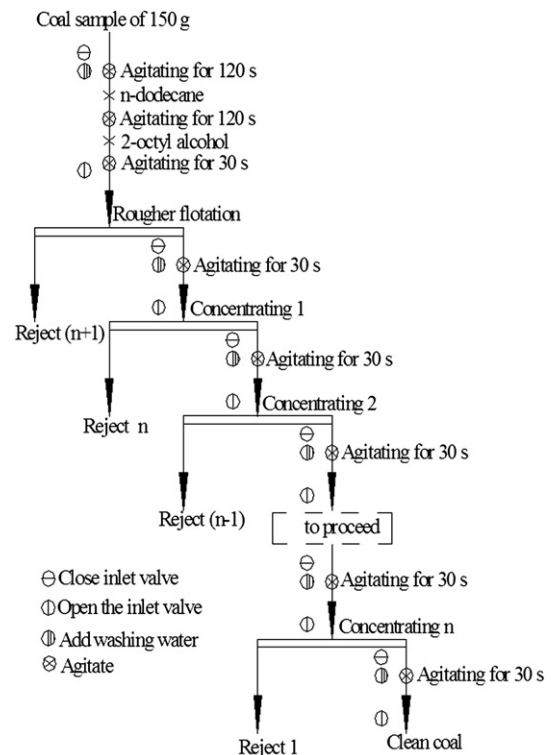 Coal sample of 150 g
Agitating for 120 s
n-dodecane
Agitating for 120 s
2-octyl alcohol
Agitating for 30 s
Rougher flotation
Agitating for 30 s
Concentrating 1
Reject (n+1)
Agitating for 30 s
Concentrating 2
Reject n
Agitating for 30 s
Reject (n-1)
to proceed
Close inlet valve
Agitating for 30 s
Open the inlet valve
Concentrating n
Add washing water
Agitate
Agitating for 30 s
Reject 1
Clean coal